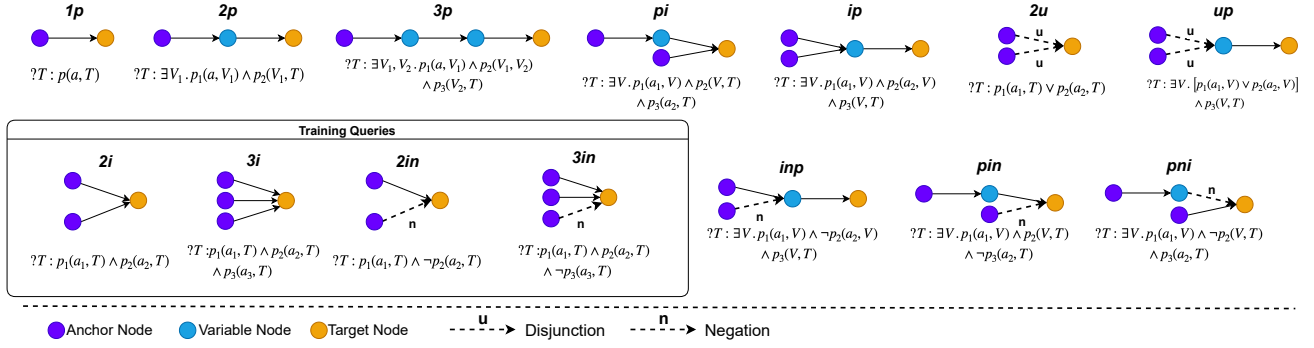 1p
?T : p(a, T)
2p
?T : ∃V₁ . p₁(a, V₁) ∧ p₂(V₁, T)
3p
?T : ∃V₁, V₂ . p₁(a, V₁) ∧ p₂(V₁, V₂)
∧ p₃(V₂, T)
pi
?T : ∃V . p₁(a₁, V) ∧ p₂(V, T)
∧ p₃(a₂, T)
ip
?T : ∃V . p₁(a₁, V) ∧ p₂(a₂, V)
∧ p₃(V, T)
2u
u
u
?T : p₁(a₁, T) ∨ p₂(a₂, T)
up
u
u
?T : ∃V . [p₁(a₁, V) ∨ p₂(a₂, V)]
∧ p₃(V, T)
Training Queries
2i
?T : p₁(a₁, T) ∧ p₂(a₂, T)
3i
?T :p₁(a₁, T) ∧ p₂(a₂, T)
∧ p₃(a₃, T)
2in
n
?T : p₁(a₁, T) ∧ ¬p₂(a₂, T)
3in
n
?T :p₁(a₁, T) ∧ p₂(a₂, T)
∧ ¬p₃(a₃, T)
inp
n
?T : ∃V . p₁(a₁, V) ∧ ¬p₂(a₂, V)
∧ p₃(V, T)
pin
n
?T : ∃V . p₁(a₁, V) ∧ p₂(V, T)
∧ ¬p₃(a₂, T)
pni
n
?T : ∃V . p₁(a₁, V) ∧ ¬p₂(V, T)
∧ p₃(a₂, T)
Anchor Node
Variable Node
Target Node
u
Disjunction
n
Negation